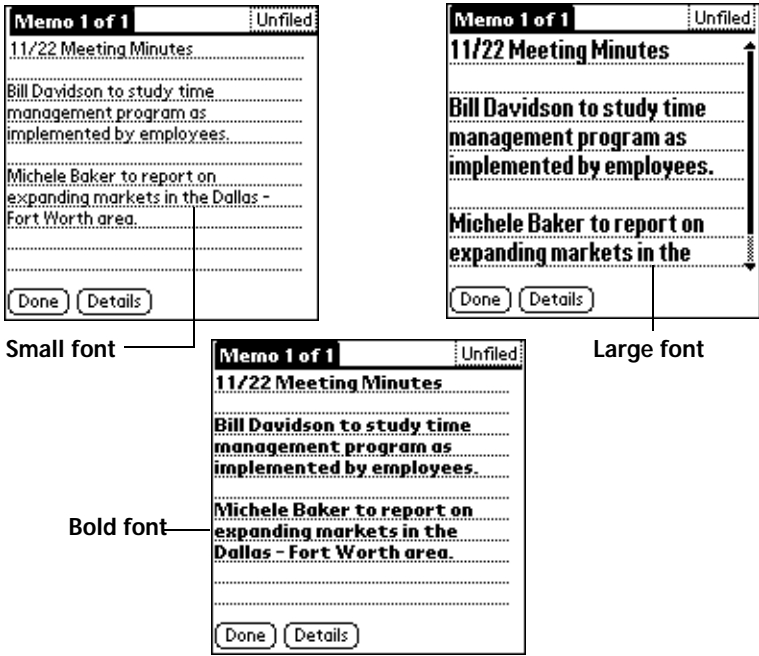 Memo 1 of 1 Unfiled
11/22 Meeting Minutes
Bill Davidson to study time
management program as
implemented by employees.
Michele Baker to report on
expanding markets in the Dallas -
Fort Worth area.
Done Details
Small font
Memo 1 of 1 Unfiled
11/22 Meeting Minutes
Bill Davidson to study time
management program as
implemented by employees.
Michele Baker to report on
expanding markets in the
Done Details
Large font
Memo 1 of 1 Unfiled
11/22 Meeting Minutes
Bill Davidson to study time
management program as
implemented by employees.
Michele Baker to report on
expanding markets in the
Dallas - Fort Worth area.
Done Details
Bold font